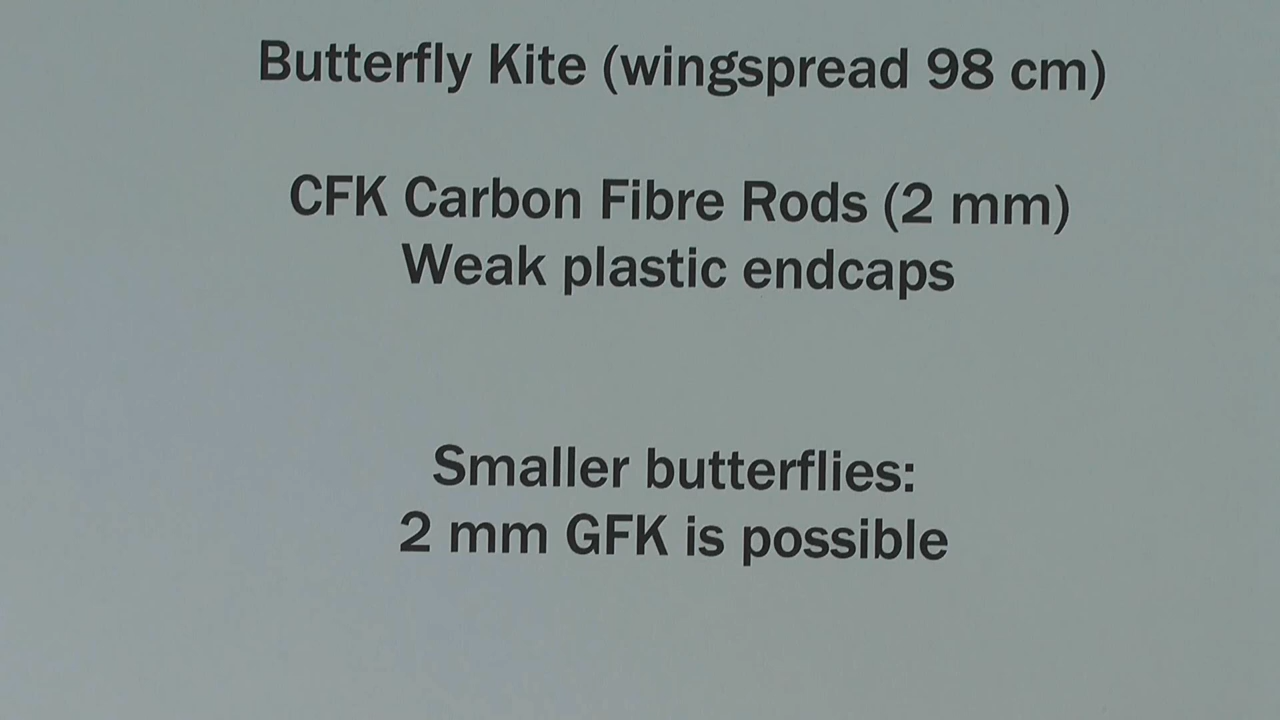 Butterfly Kite (wingspread 98 cm)
CFK Carbon Fibre Rods (2 mm)
Weak plastic endcaps
Smaller butterflies:
2 mm GFK is possible